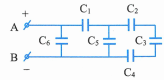 +
C₁ C₂
A
C₆ C₅ C₃
B
−
C₄